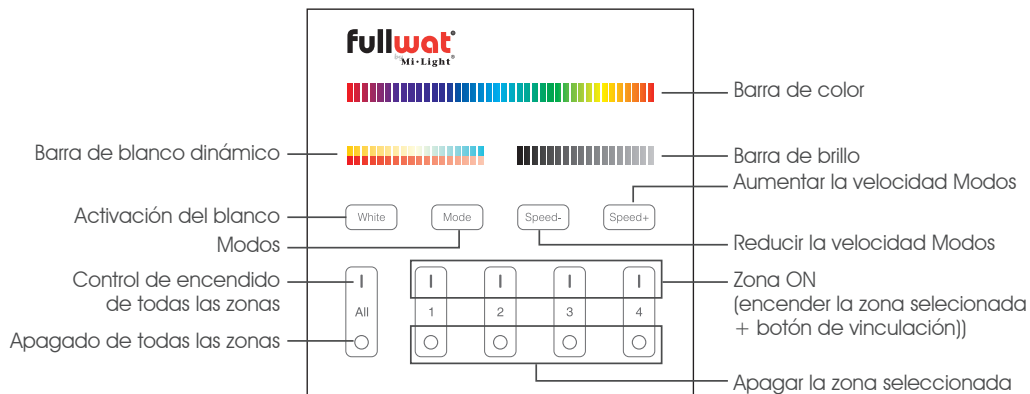 fullwat
by Mi·Light®
Barra de color
Barra de blanco dinámico
Barra de brillo
Aumentar la velocidad Modos
Activación del blanco
White
Mode
Speed-
Speed+
Modos
Reducir la velocidad Modos
Control de encendido
de todas las zonas
All
1
2
3
4
Zona ON
(encender la zona selecionada
+ botón de vinculación))
Apagado de todas las zonas
Apagar la zona seleccionada